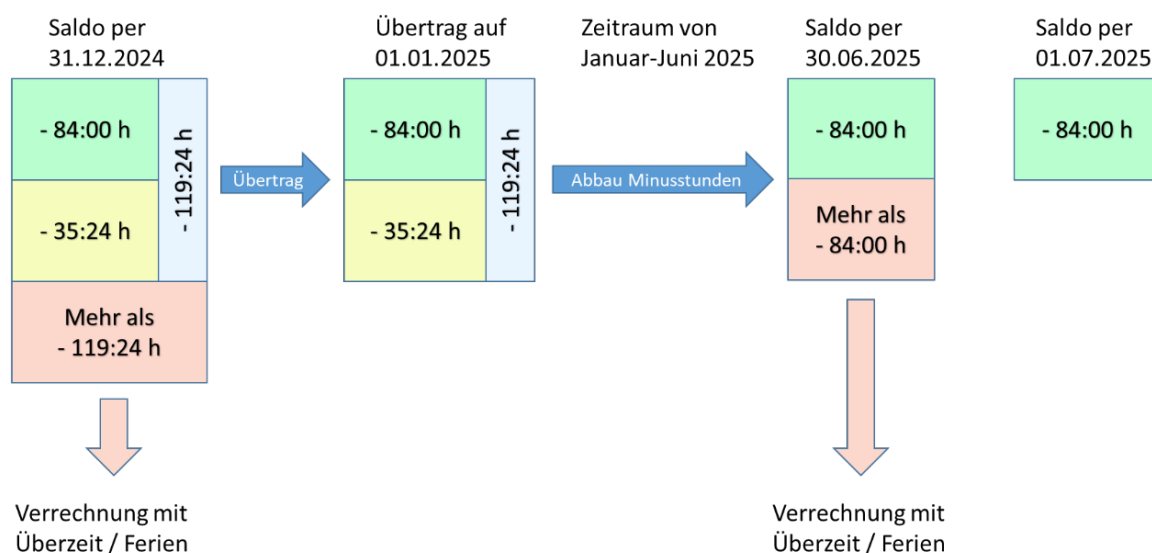 Saldo per
31.12.2024
Übertrag auf
01.01.2025
Zeitraum von
Januar-Juni 2025
Saldo per
30.06.2025
Saldo per
01.07.2025
- 84:00 h
- 35:24 h
- 119:24 h
Mehr als
- 119:24 h
Übertrag
- 84:00 h
- 35:24 h
- 119:24 h
Abbau Minusstunden
- 84:00 h
Mehr als
- 84:00 h
- 84:00 h
Verrechnung mit
Überzeit / Ferien
Verrechnung mit
Überzeit / Ferien